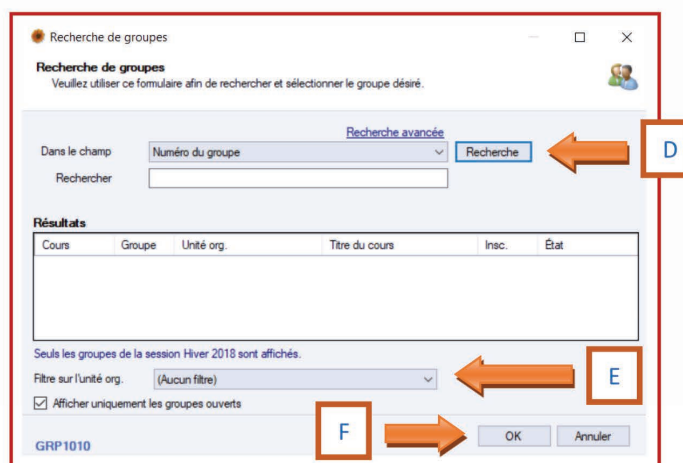 Recherche de groupes
Recherche de groupes
Veuillez utiliser ce formulaire afin de rechercher et sélectionner le groupe désiré.
Recherche avancée
Dans le champ Numéro du groupe Recherche D
Rechercher
Résultats
Cours Groupe Unité org. Titre du cours Insc. État
Seuls les groupes de la session Hiver 2018 sont affichés.
Filtre sur l'unité org. (Aucun filtre) E
Afficher uniquement les groupes ouverts
F OK Annuler
GRP1010